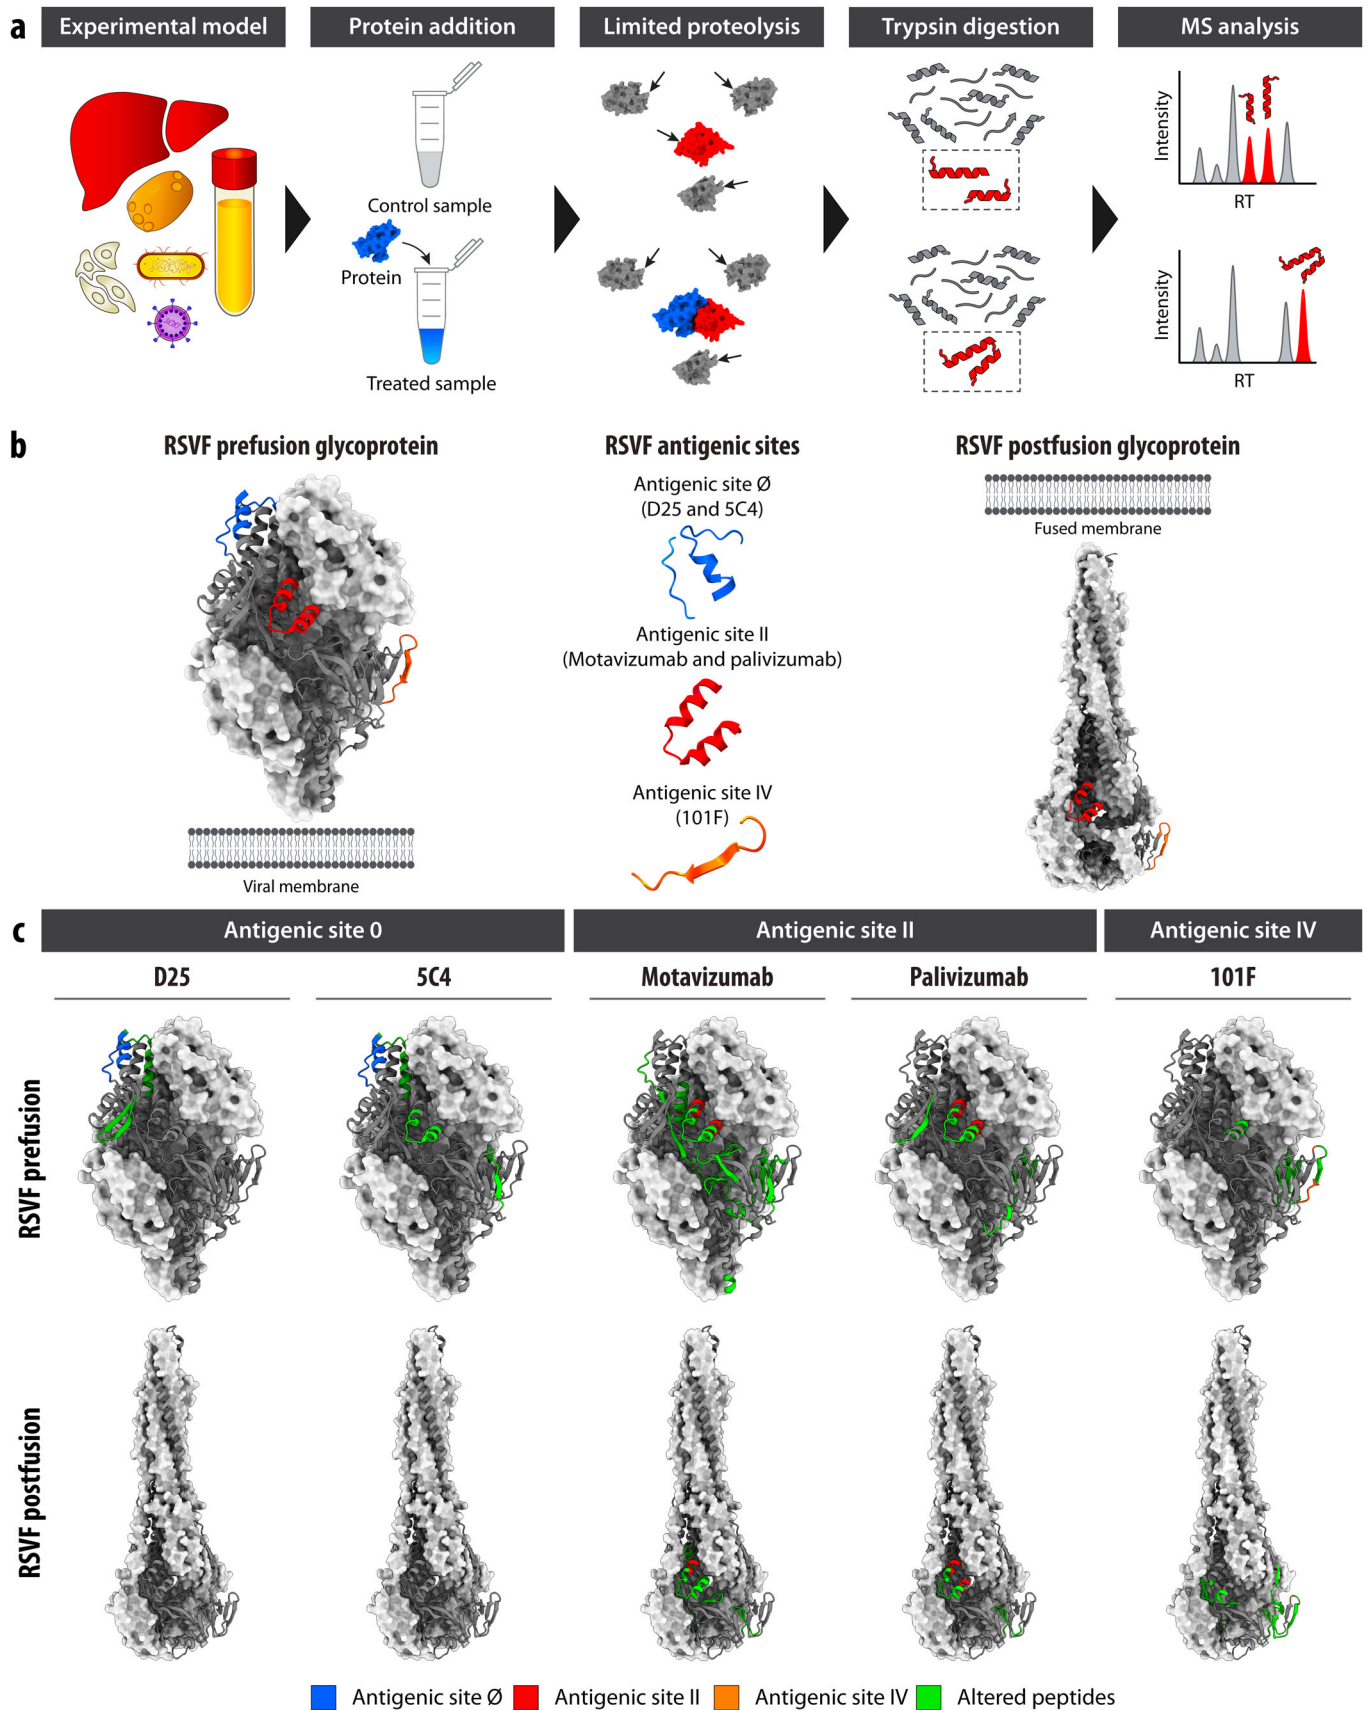 a
Experimental model
Protein addition
Limited proteolysis
Trypsin digestion
MS analysis
Control sample
Protein
Treated sample
Intensity
RT
Intensity
RT
b
RSVF prefusion glycoprotein
Viral membrane
RSVF antigenic sites
Antigenic site Ø
(D25 and 5C4)
Antigenic site II
(Motavizumab and palivizumab)
Antigenic site IV
(101F)
RSVF postfusion glycoprotein
Fused membrane
c
Antigenic site 0
Antigenic site II
Antigenic site IV
D25
5C4
Motavizumab
Palivizumab
101F
RSVF prefusion
RSVF postfusion
Antigenic site Ø
Antigenic site II
Antigenic site IV
Altered peptides